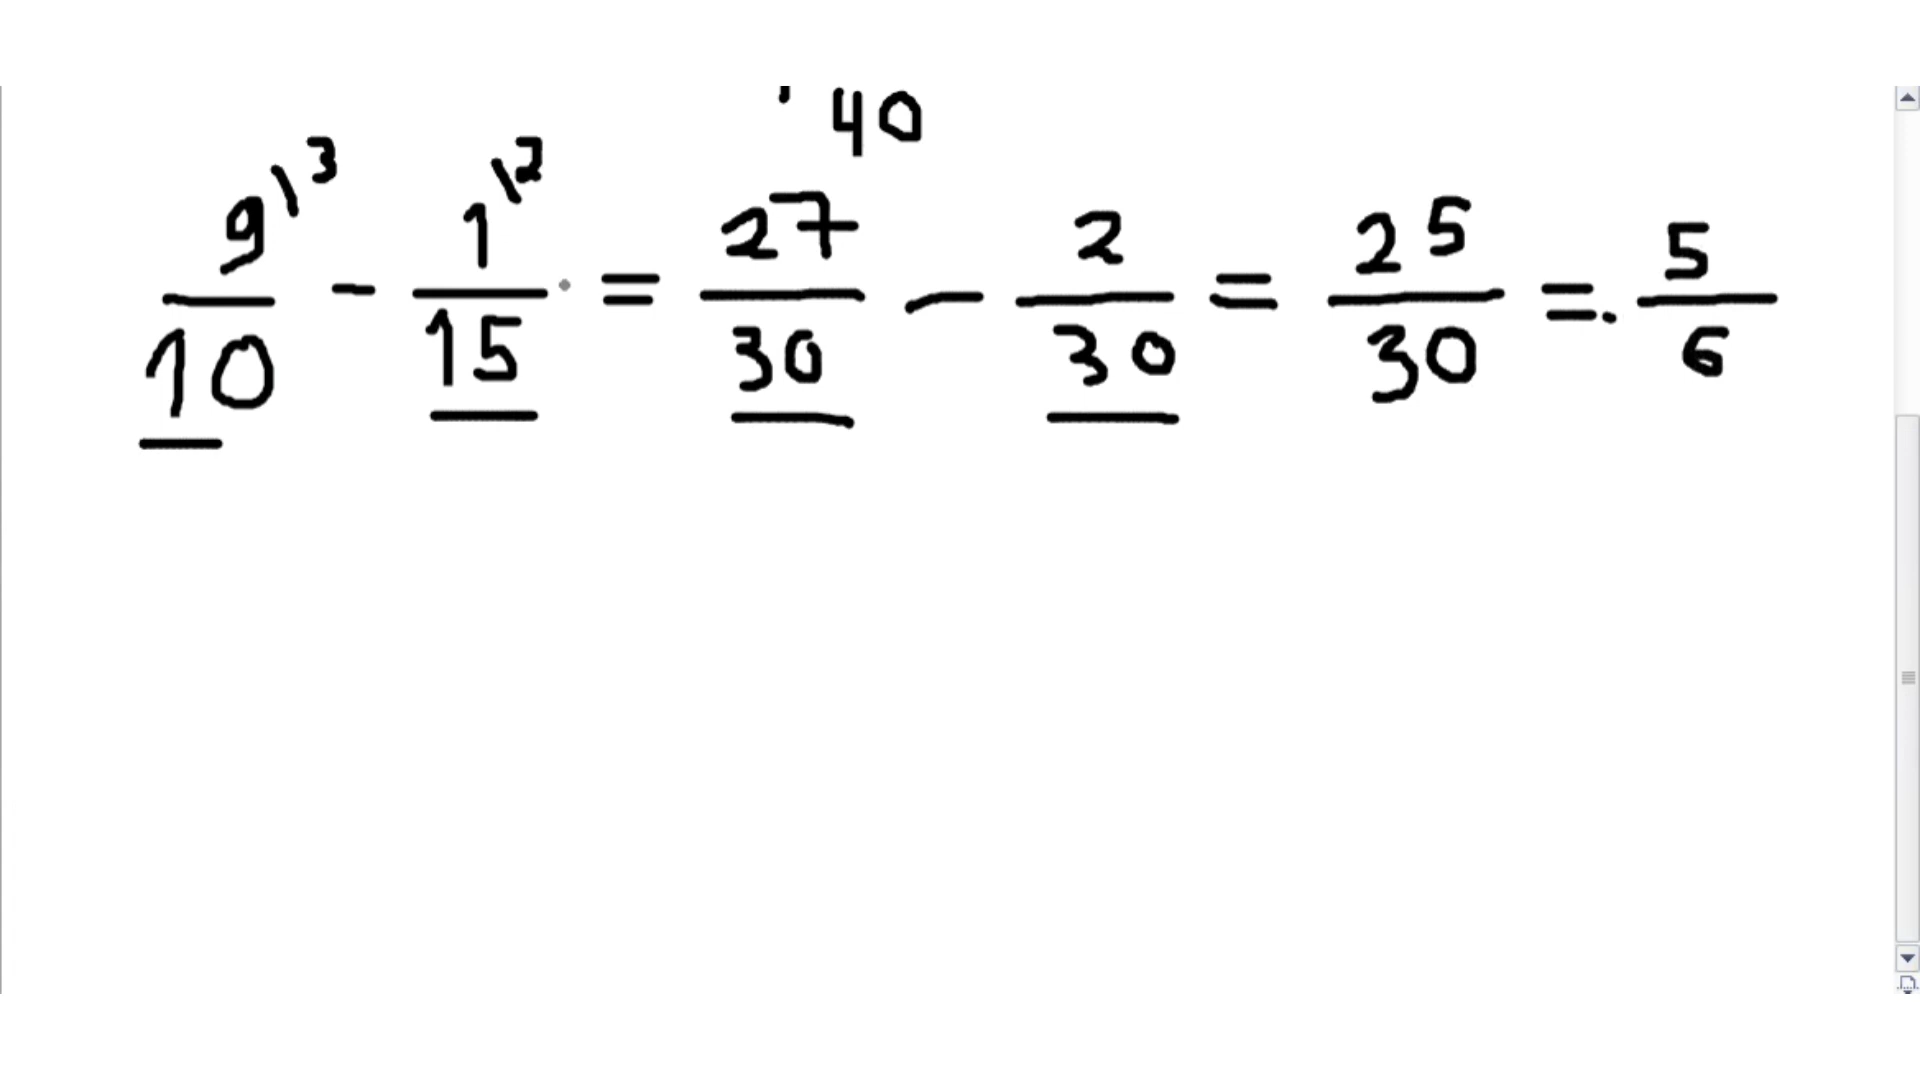 40
9\3/10 - 1\2/15 = 27/30 - 2/30 = 25/30 = 5/6